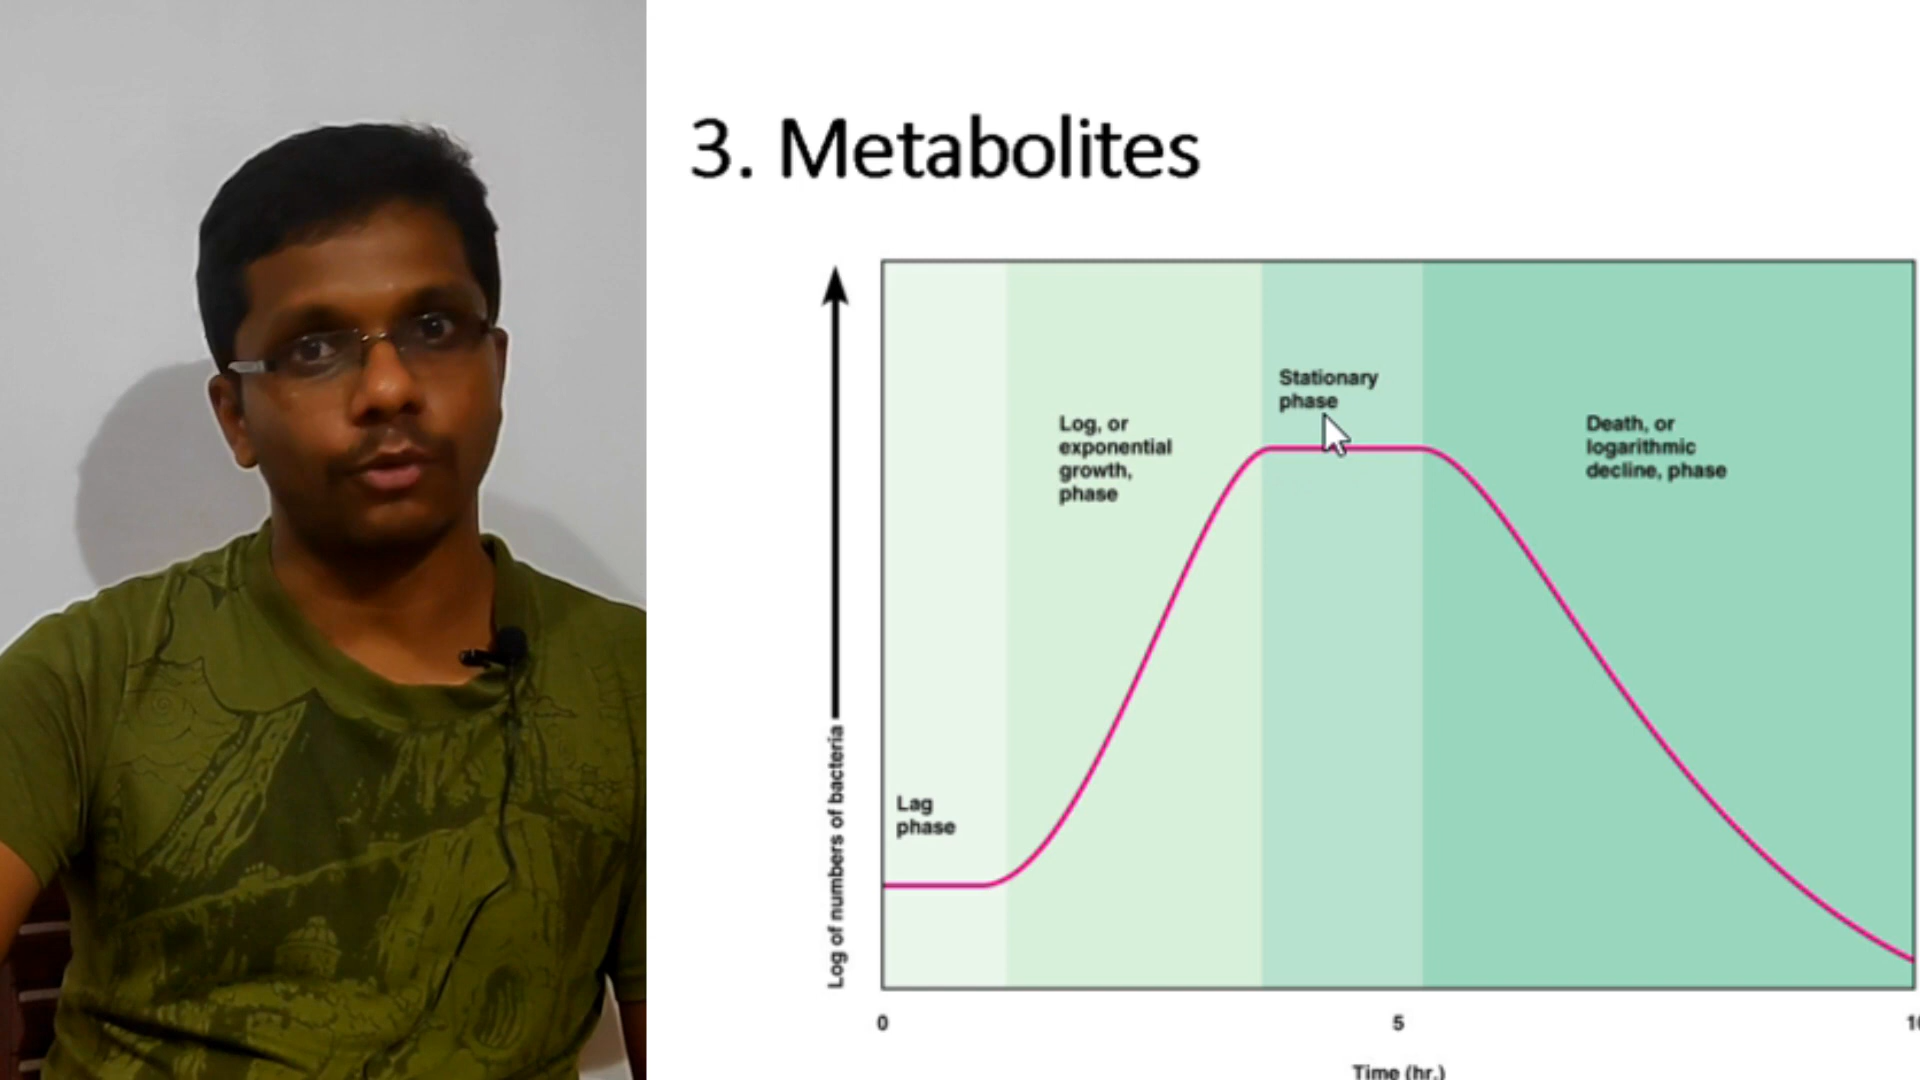 3. Metabolites
Stationary
phase
Log, or
exponential
growth,
phase
Death, or
logarithmic
decline, phase
Lag
phase
Log of numbers of bacteria
0
5
10
Time (hr.)